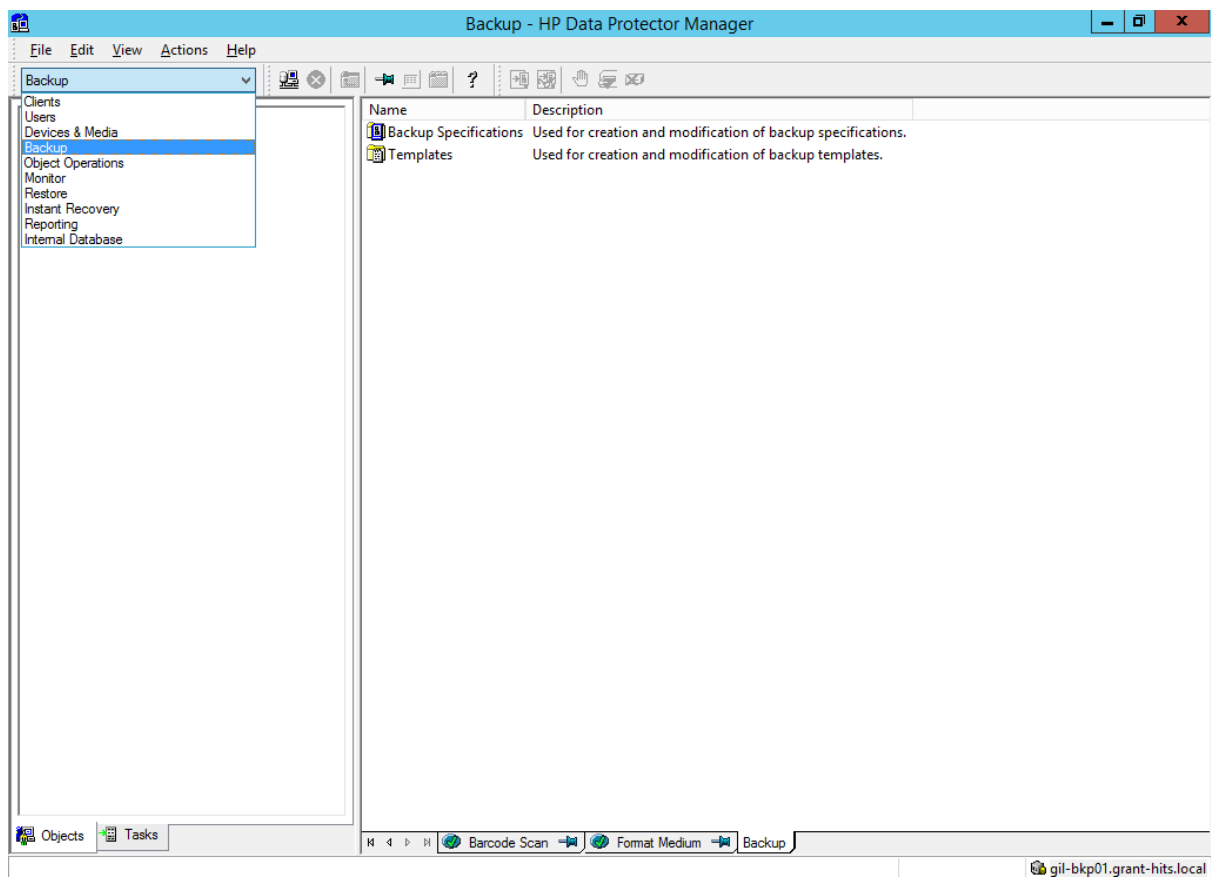 Backup - HP Data Protector Manager
File Edit View Actions Help
Backup
Clients
Users
Devices & Media
Backup
Object Operations
Monitor
Restore
Instant Recovery
Reporting
Internal Database
Name Description
Backup Specifications Used for creation and modification of backup specifications.
Templates Used for creation and modification of backup templates.
Objects Tasks
Barcode Scan Format Medium Backup
gil-bkp01.grant-hits.local